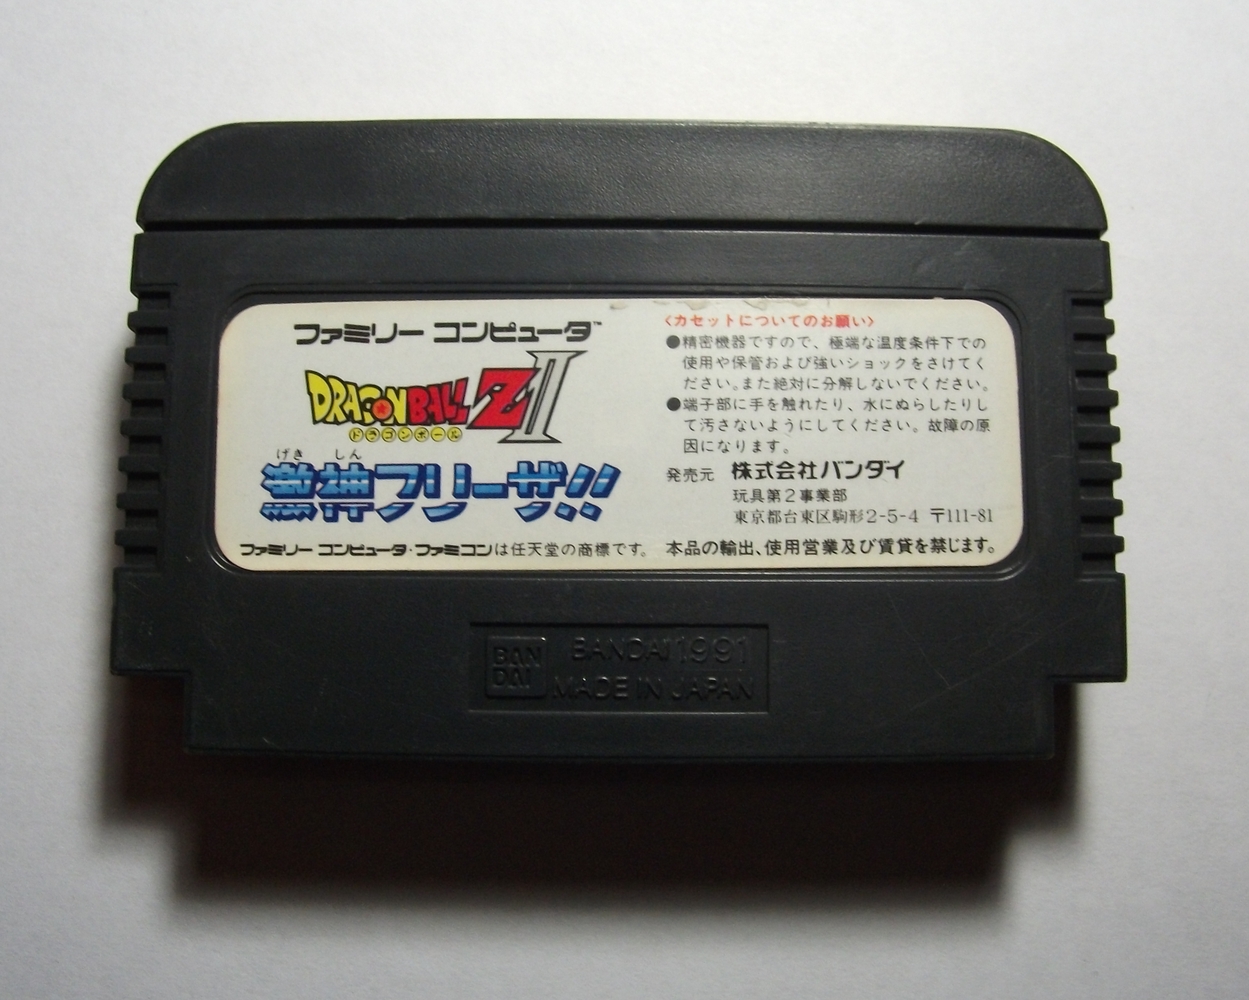 ファミリー コンピュータ™
DRAGON BALL Z II
ドラゴンボール
げき しん
激神フリーザ!!
ファミリー コンピュータ・ファミコンは任天堂の商標です。
〈カセットについてのお願い〉
●精密機器ですので、極端な温度条件下での
使用や保管および強いショックをさけてく
ださい。また絶対に分解しないでください。
●端子部に手を触れたり、水にぬらしたりし
て汚さないようにしてください。故障の原
因になります。
発売元 株式会社バンダイ
玩具第2事業部
東京都台東区駒形2-5-4 〒111-81
本品の輸出、使用営業及び賃貸を禁じます。
BAN
DAI
BANDAI 1991
MADE IN JAPAN